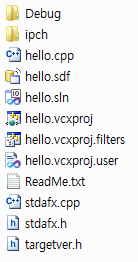 Debug
ipch
hello.cpp
hello.sdf
hello.sln
hello.vcxproj
hello.vcxproj.filters
hello.vcxproj.user
ReadMe.txt
stdafx.cpp
stdafx.h
targetver.h